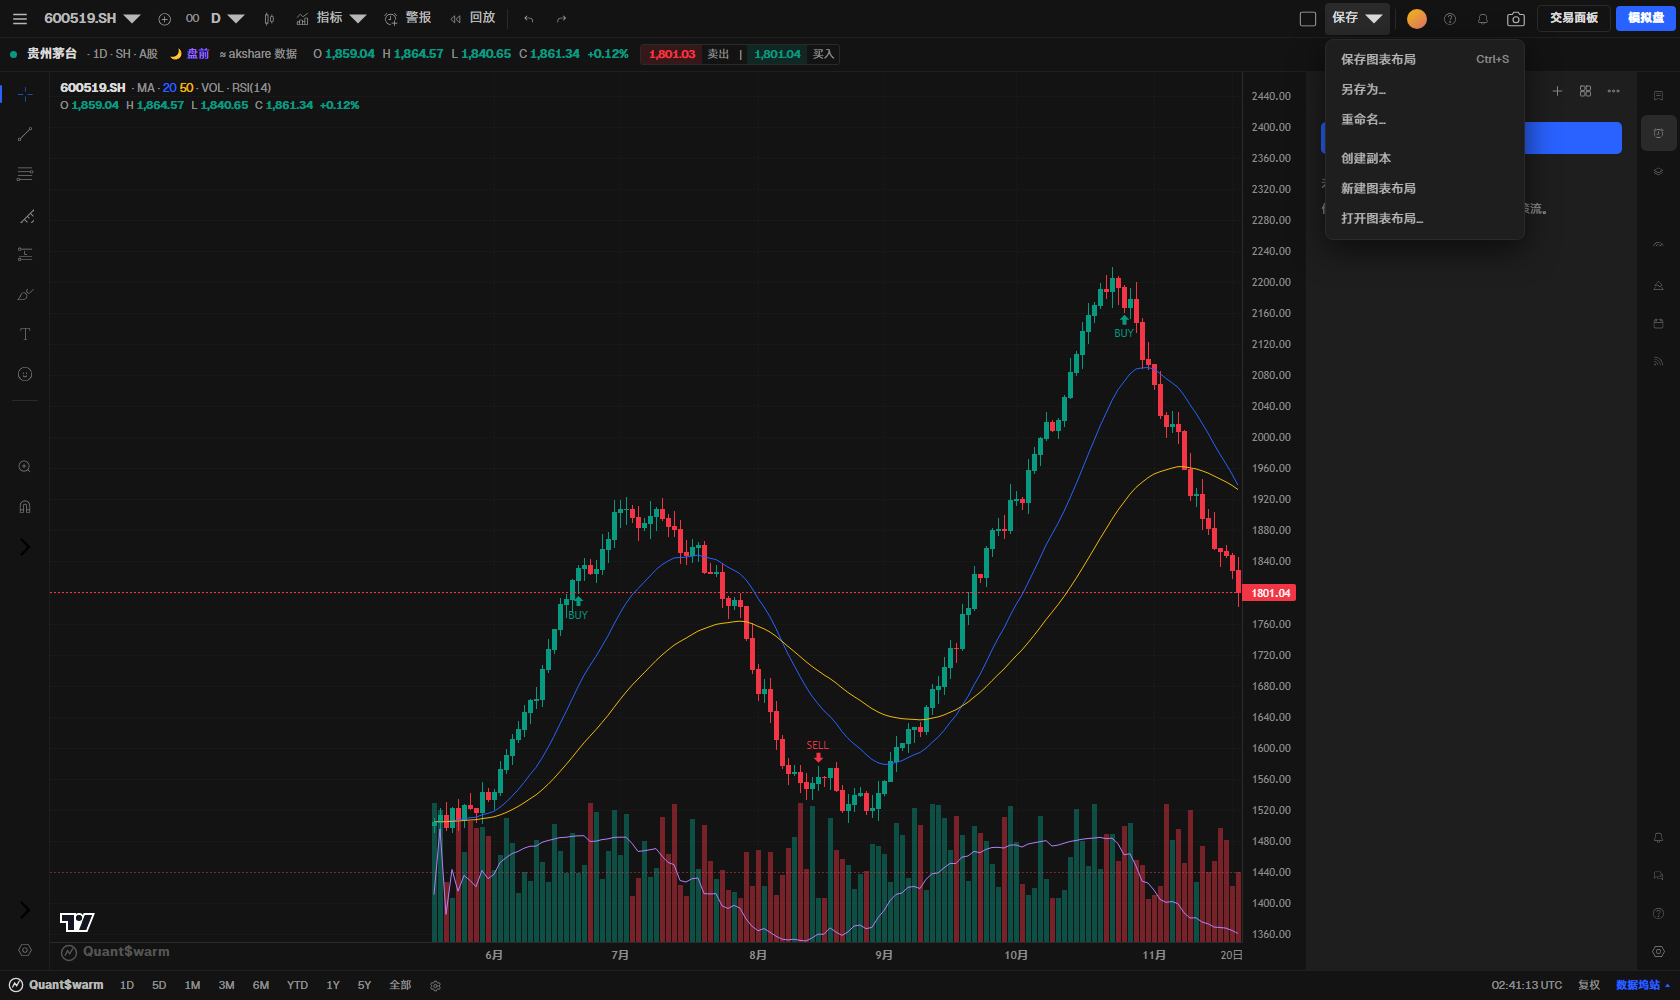 600519.SH 00 D 指标 警报 回放 保存 交易面板 模拟盘
贵州茅台 · 1D · SH · A股 盘前 ≈ akshare 数据 O 1,859.04 H 1,864.57 L 1,840.65 C 1,861.34 +0.12% 1,801.03 卖出 | 1,801.04 买入
保存图表布局 Ctrl+S
另存为...
重命名...
创建副本
新建图表布局
打开图表布局...
流。
600519.SH · MA · 20 50 · VOL · RSI(14)
O 1,859.04 H 1,864.57 L 1,840.65 C 1,861.34 +0.12%
2440.00
2400.00
2360.00
2320.00
2280.00
2240.00
2200.00
2160.00
2120.00
2080.00
2040.00
2000.00
1960.00
1920.00
1880.00
1840.00
1801.04
1760.00
1720.00
1680.00
1640.00
1600.00
1560.00
1520.00
1480.00
1440.00
1400.00
1360.00
BUY
BUY
SELL
T
Quant$warm
6月 7月 8月 9月 10月 11月 20日
Quant$warm 1D 5D 1M 3M 6M YTD 1Y 5Y 全部 02:41:13 UTC 复权 数据坞站